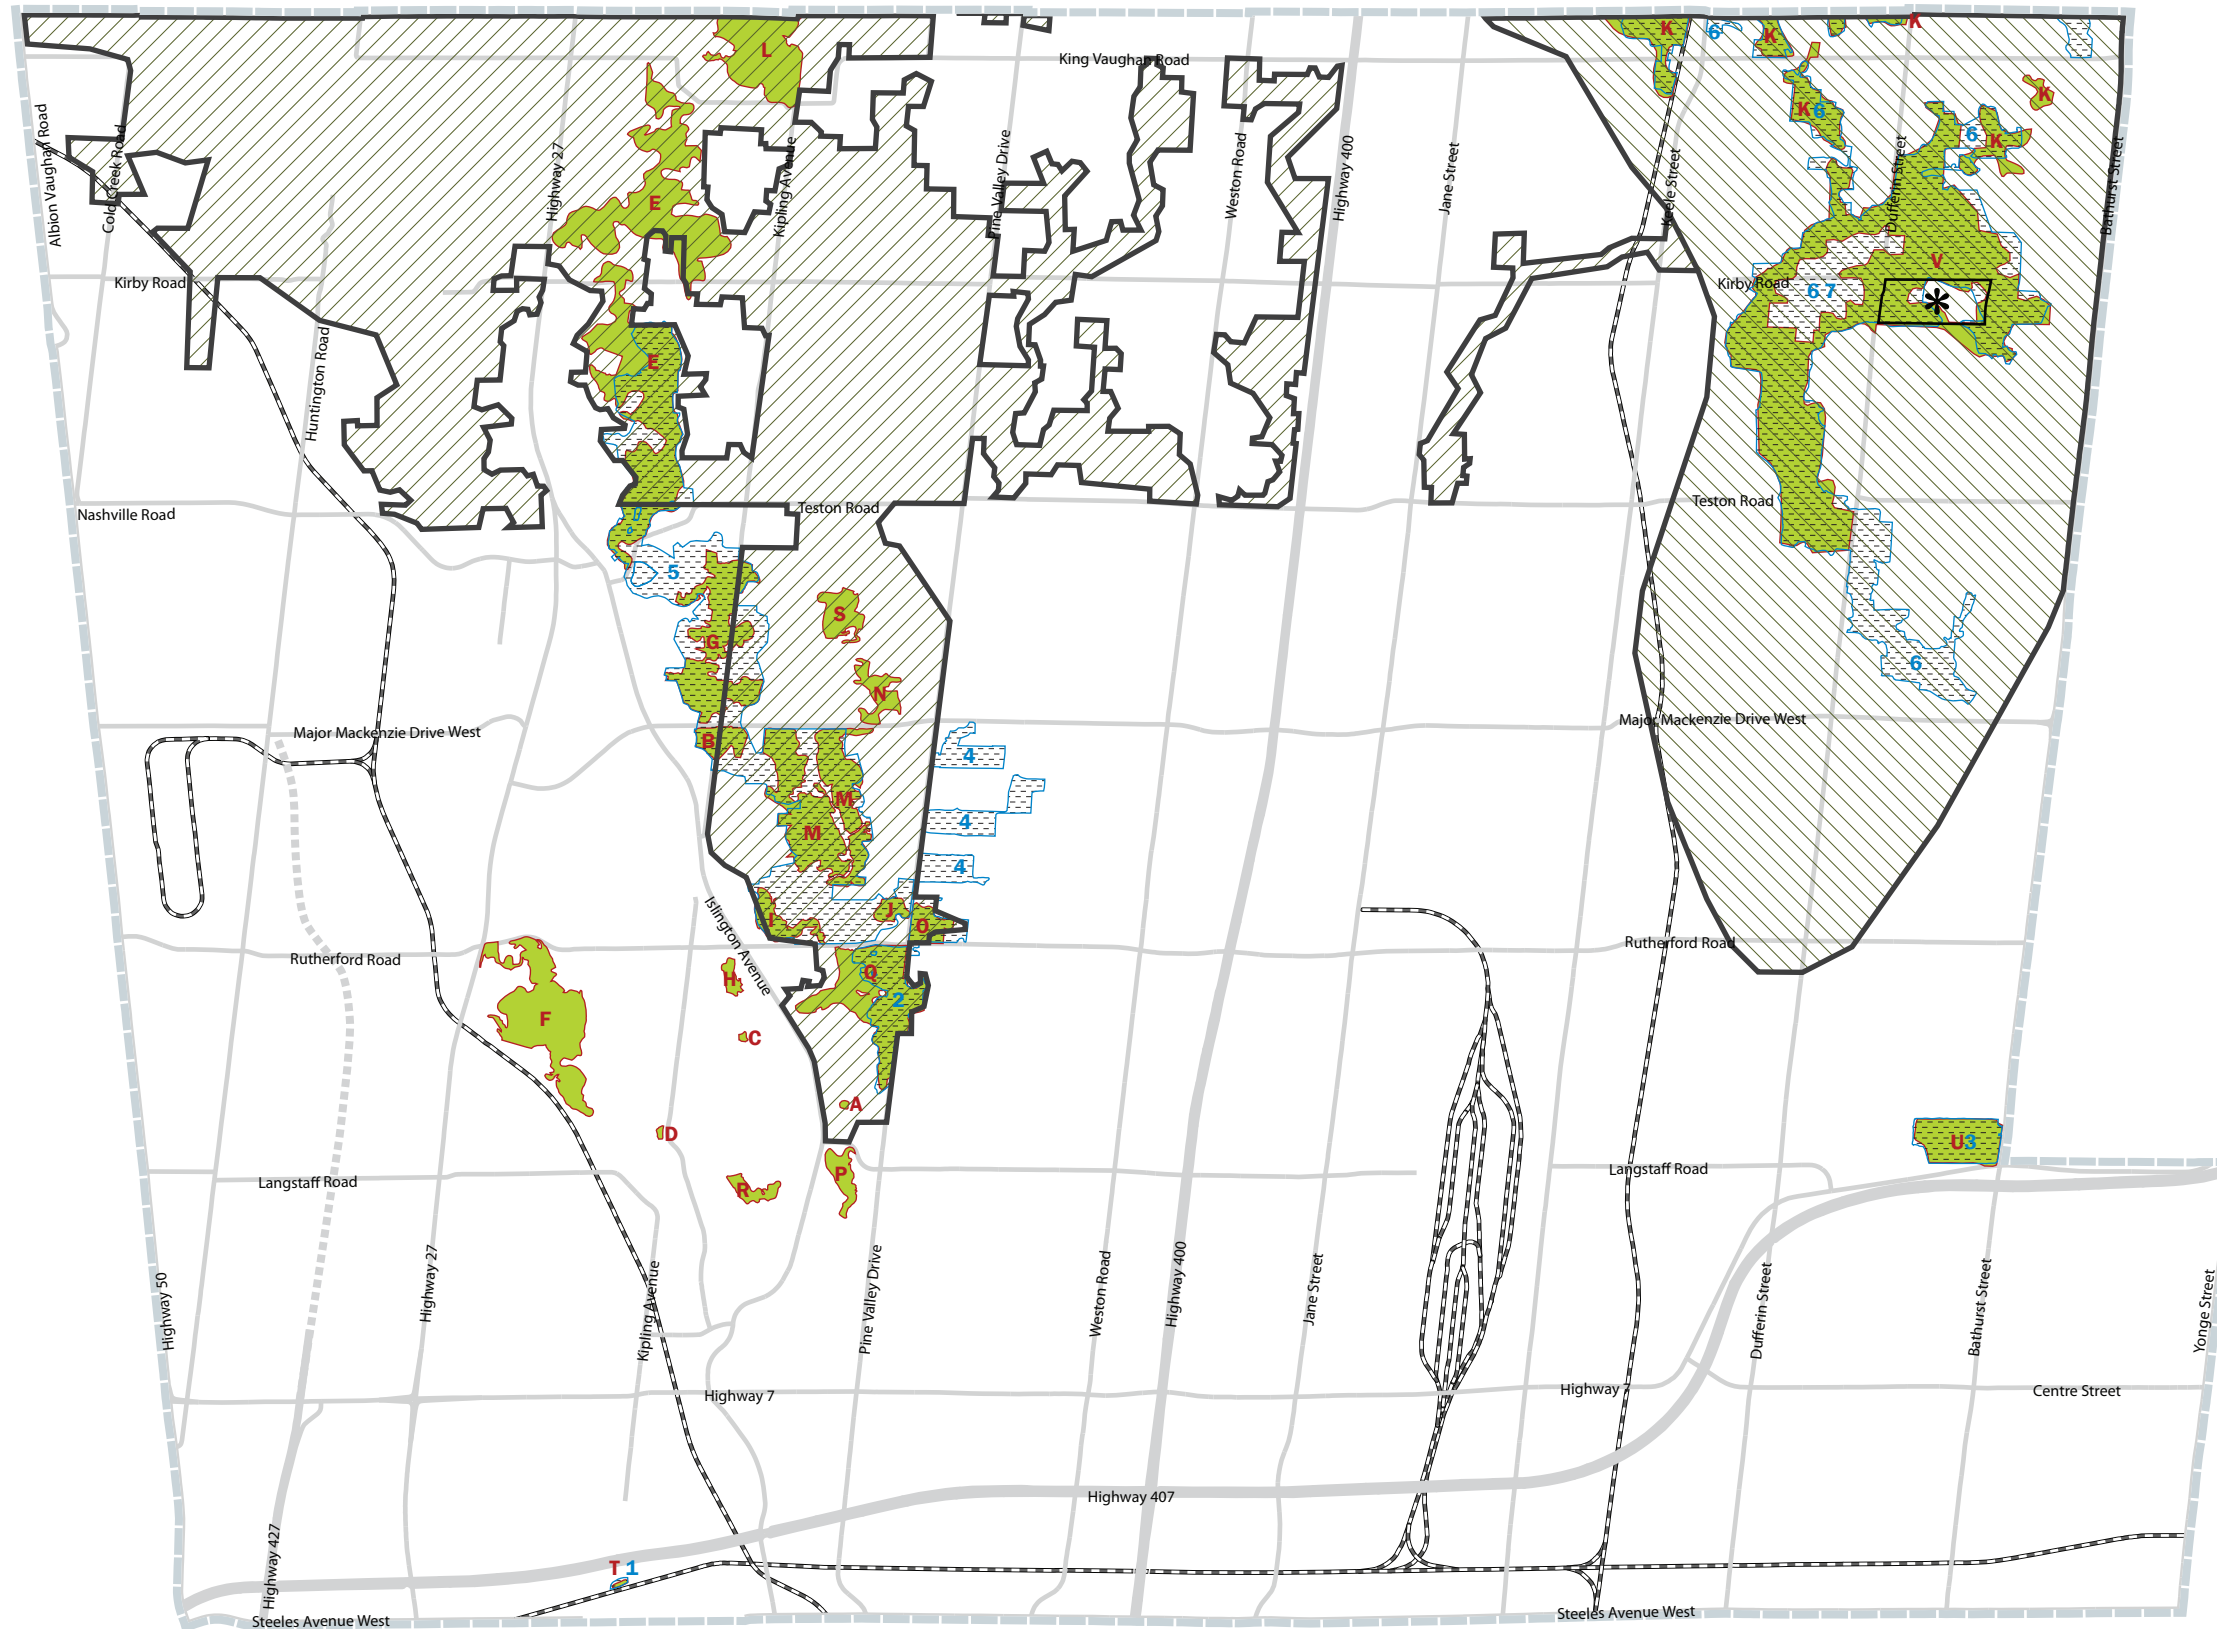 K
L
K
6
K
King Vaughan Road
K
K
6
Albion Vaughan Road
Cold Creek Road
Highway 27
Kipling Avenue
Pine Valley Drive
Weston Road
Highway 400
Jane Street
Keele Street
Dufferin Street
6
K
Bathurst Street
E
V
Kirby Road
Kirby Road
6 7
*
Huntington Road
E
Nashville Road
Teston Road
Teston Road
5
S
G
6
N
Major Mackenzie Drive West
B
Major Mackenzie Drive West
4
M
M
4
4
Islington Avenue
I
J
O
Rutherford Road
Rutherford Road
H
Q
2
F
C
A
D
U3
P
R
Langstaff Road
Langstaff Road
Highway 50
Highway 27
Kipling Avenue
Pine Valley Drive
Weston Road
Highway 400
Jane Street
Dufferin Street
Bathurst Street
Yonge Street
Highway 7
Highway 7
Centre Street
Highway 407
Highway 427
T 1
Steeles Avenue West
Steeles Avenue West